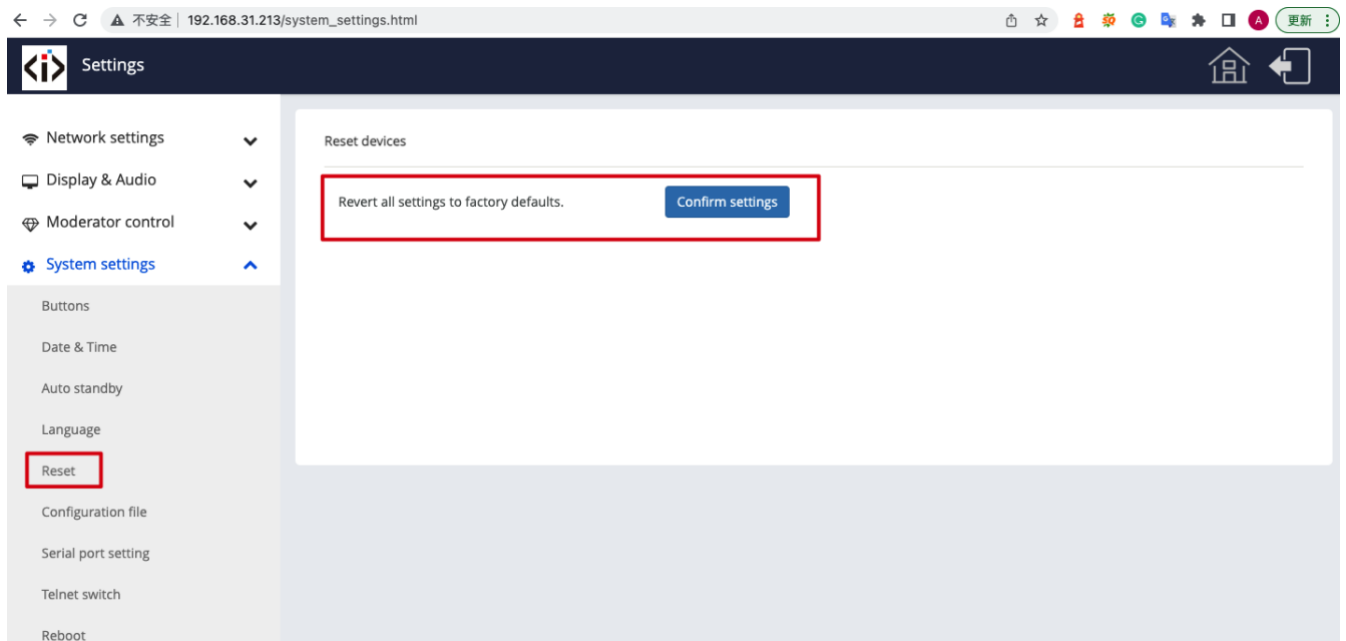 不安全 192.168.31.213/system_settings.html
A
更新
<i> Settings
Network settings
Display & Audio
Moderator control
System settings
Buttons
Date & Time
Auto standby
Language
Reset
Configuration file
Serial port setting
Telnet switch
Reboot
Reset devices
Revert all settings to factory defaults. Confirm settings